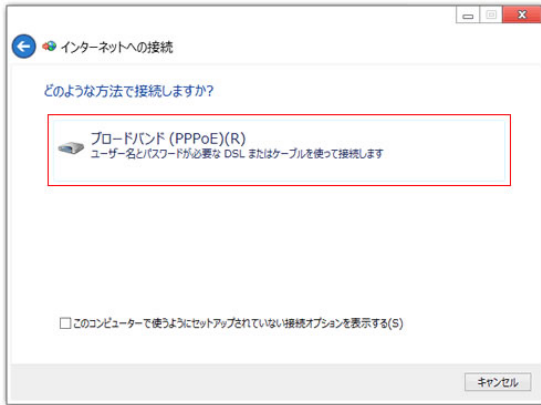 インターネットへの接続
どのような方法で接続しますか?
ブロードバンド (PPPoE)(R)
ユーザー名とパスワードが必要な DSL またはケーブルを使って接続します
このコンピューターで使うようにセットアップされていない接続オプションを表示する(S)
キャンセル